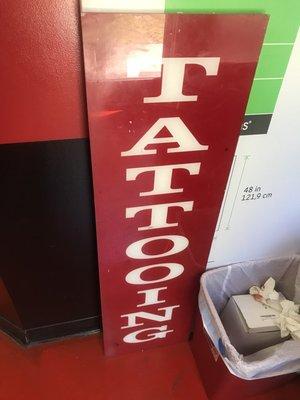 TATTOOING
48 in
121,9 cm